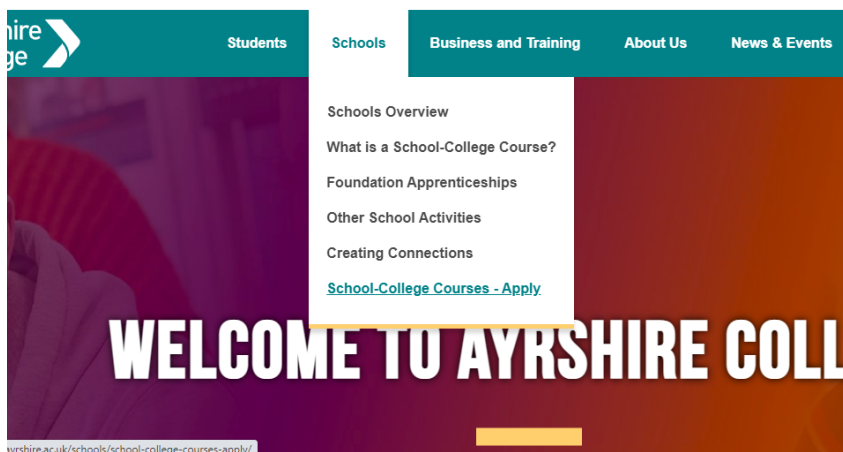 hire
ge
Students
Schools
Business and Training
About Us
News & Events
Schools Overview
What is a School-College Course?
Foundation Apprenticeships
Other School Activities
Creating Connections
School-College Courses - Apply
WELCOME TO AYRSHIRE COLL
ayrshire.ac.uk/schools/school-college-courses-apply/